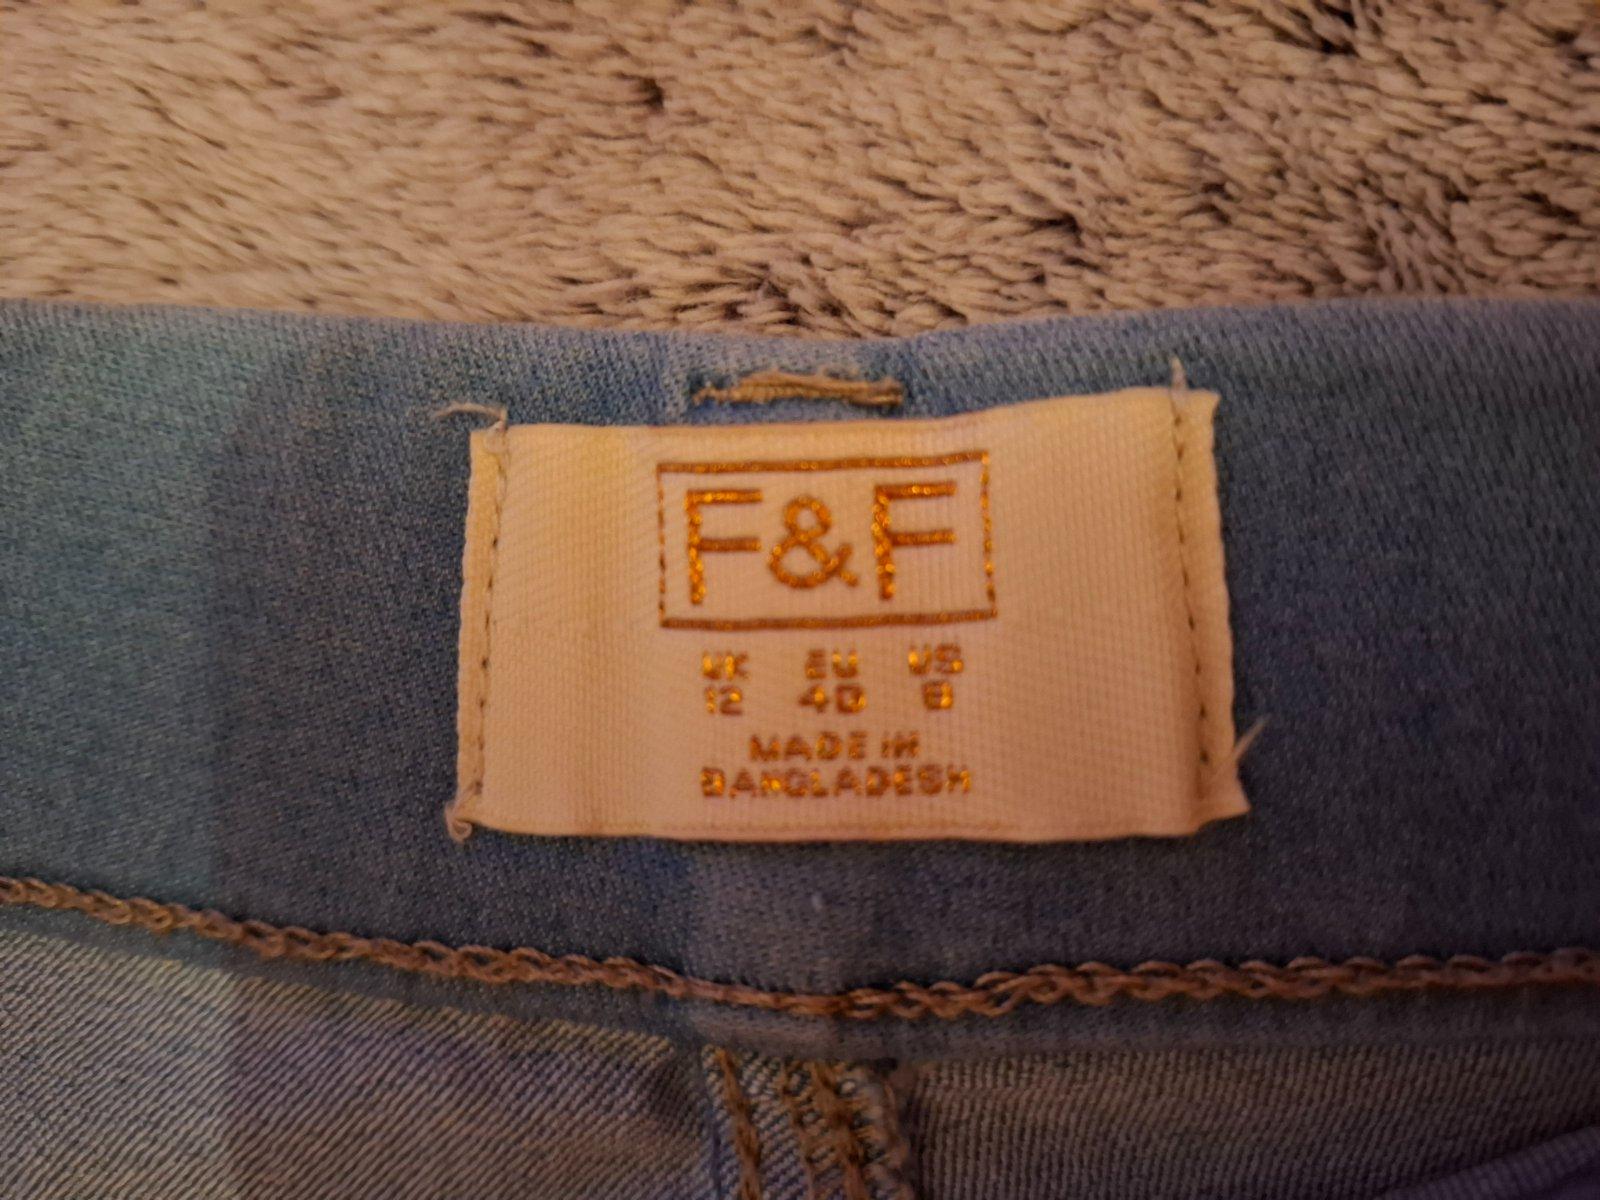 F&F
UK EU US
12 40 8
MADE IN
BANGLADESH